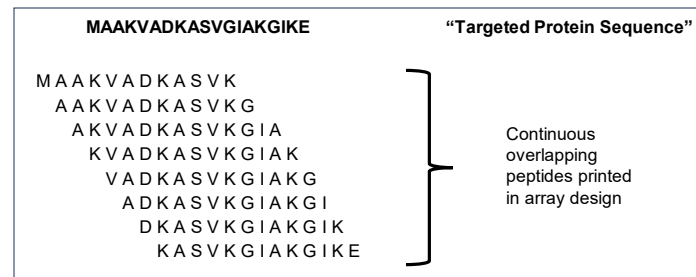 MAAKVADKASVGIAKGIKE “Targeted Protein Sequence”
M A A K V A D K A S V K
A A K V A D K A S V K G
A K V A D K A S V K G I A
K V A D K A S V K G I A K
V A D K A S V K G I A K G
A D K A S V K G I A K G I
D K A S V K G I A K G I K
K A S V K G I A K G I K E
Continuous
overlapping
peptides printed
in array design